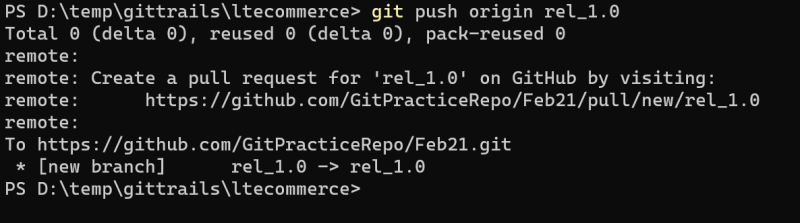 PS D:\temp\gittrails\ltecommerce> git push origin rel_1.0
Total 0 (delta 0), reused 0 (delta 0), pack-reused 0
remote:
remote: Create a pull request for 'rel_1.0' on GitHub by visiting:
remote:      https://github.com/GitPracticeRepo/Feb21/pull/new/rel_1.0
remote:
To https://github.com/GitPracticeRepo/Feb21.git
 * [new branch]      rel_1.0 -> rel_1.0
PS D:\temp\gittrails\ltecommerce>